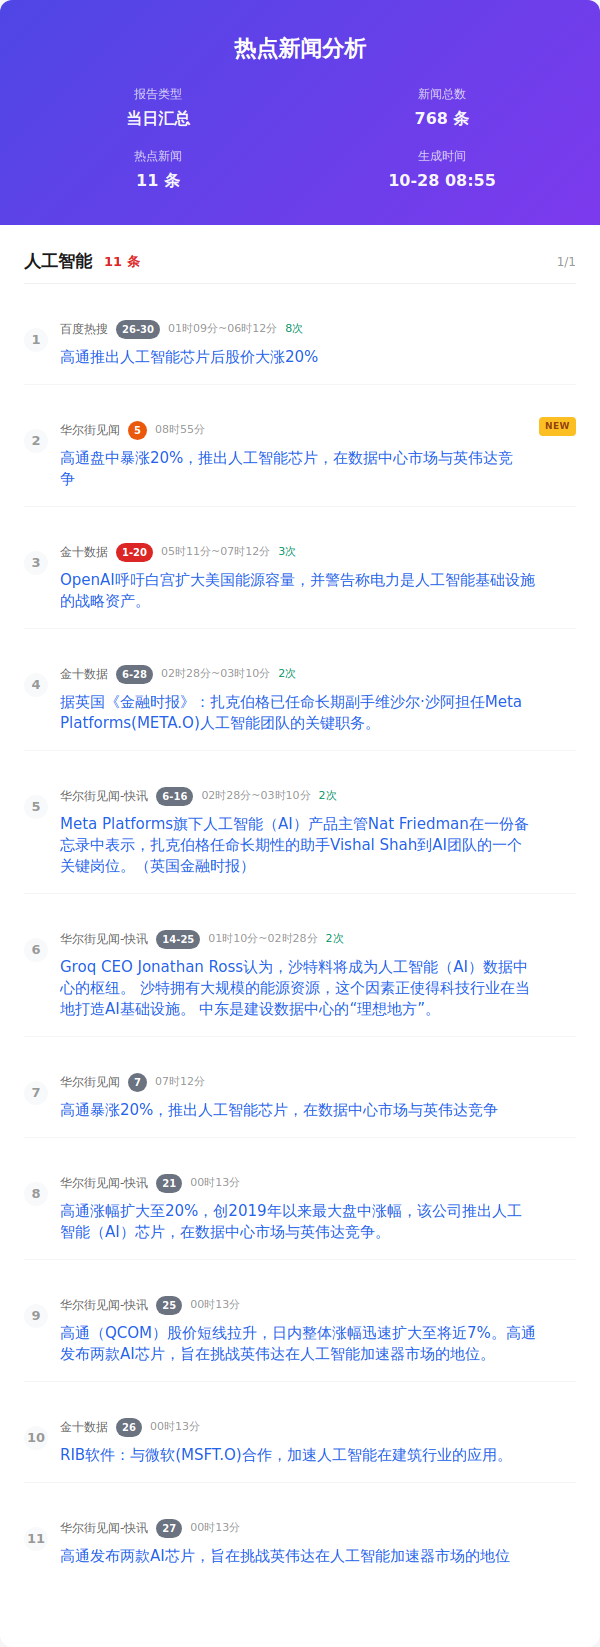 热点新闻分析
报告类型
新闻总数
当日汇总
768 条
热点新闻
生成时间
11 条
10-28 08:55
人工智能 11 条 1/1
1 百度热搜 26-30 01时09分~06时12分 8次
高通推出人工智能芯片后股价大涨20%
2 华尔街见闻 5 08时55分 NEW
高通盘中暴涨20%，推出人工智能芯片，在数据中心市场与英伟达竞
争
3 金十数据 1-20 05时11分~07时12分 3次
OpenAI呼吁白宫扩大美国能源容量，并警告称电力是人工智能基础设施
的战略资产。
4 金十数据 6-28 02时28分~03时10分 2次
据英国《金融时报》：扎克伯格已任命长期副手维沙尔·沙阿担任Meta
Platforms(META.O)人工智能团队的关键职务。
5 华尔街见闻-快讯 6-16 02时28分~03时10分 2次
Meta Platforms旗下人工智能（AI）产品主管Nat Friedman在一份备
忘录中表示，扎克伯格任命长期性的助手Vishal Shah到AI团队的一个
关键岗位。（英国金融时报）
6 华尔街见闻-快讯 14-25 01时10分~02时28分 2次
Groq CEO Jonathan Ross认为，沙特料将成为人工智能（AI）数据中
心的枢纽。 沙特拥有大规模的能源资源，这个因素正使得科技行业在当
地打造AI基础设施。 中东是建设数据中心的“理想地方”。
7 华尔街见闻 7 07时12分
高通暴涨20%，推出人工智能芯片，在数据中心市场与英伟达竞争
8 华尔街见闻-快讯 21 00时13分
高通涨幅扩大至20%，创2019年以来最大盘中涨幅，该公司推出人工
智能（AI）芯片，在数据中心市场与英伟达竞争。
9 华尔街见闻-快讯 25 00时13分
高通（QCOM）股价短线拉升，日内整体涨幅迅速扩大至将近7%。高通
发布两款AI芯片，旨在挑战英伟达在人工智能加速器市场的地位。
10 金十数据 26 00时13分
RIB软件：与微软(MSFT.O)合作，加速人工智能在建筑行业的应用。
11 华尔街见闻-快讯 27 00时13分
高通发布两款AI芯片，旨在挑战英伟达在人工智能加速器市场的地位